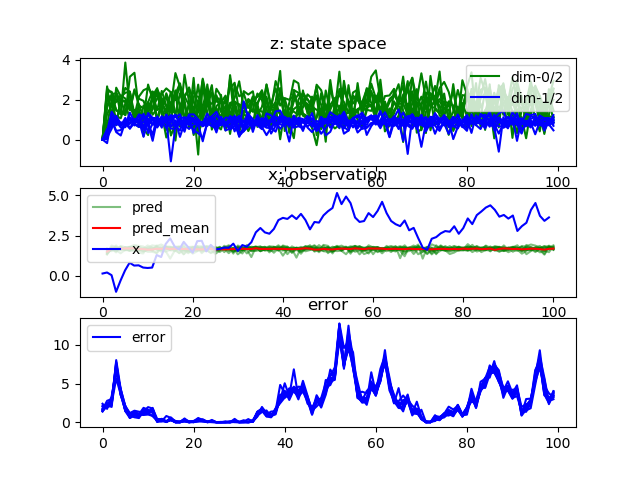 z: state space
4
2
0
dim-0/2
dim-1/2
0 20 40 60 80 100
x: observation
5.0
2.5
0.0
pred
pred_mean
x
0 20 40 60 80 100
error
10
5
0
error
0 20 40 60 80 100